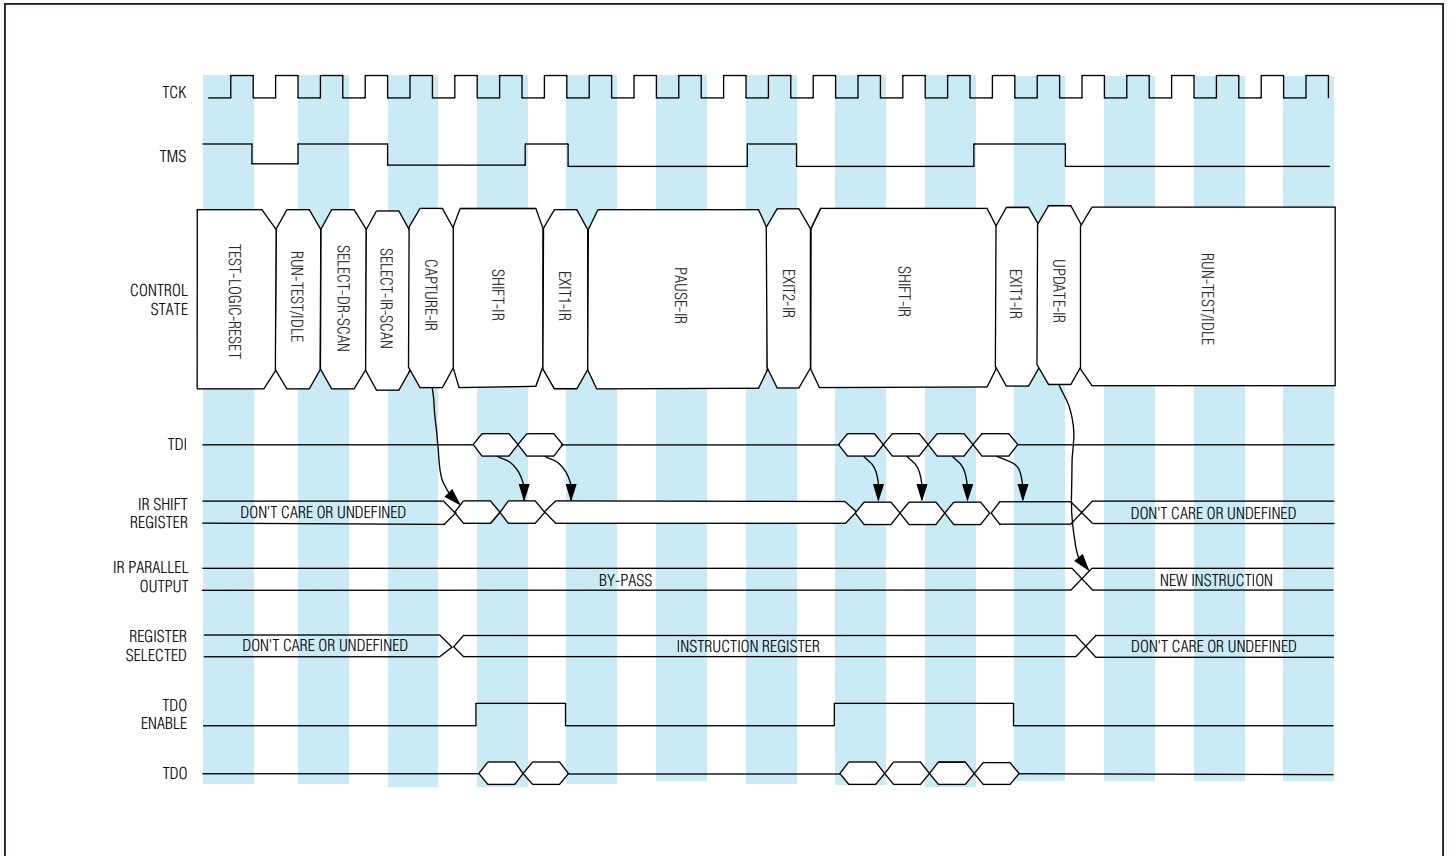 TCK
TMS
CONTROL
STATE
TEST-LOGIC-RESET
RUN-TEST/IDLE
SELECT-DR-SCAN
SELECT-IR-SCAN
CAPTURE-IR
SHIFT-IR
EXIT1-IR
PAUSE-IR
EXIT2-IR
SHIFT-IR
EXIT1-IR
UPDATE-IR
RUN-TEST/IDLE
TDI
IR SHIFT
REGISTER
DON'T CARE OR UNDEFINED
DON'T CARE OR UNDEFINED
IR PARALLEL
OUTPUT
BY-PASS
NEW INSTRUCTION
REGISTER
SELECTED
DON'T CARE OR UNDEFINED
INSTRUCTION REGISTER
DON'T CARE OR UNDEFINED
TDO
ENABLE
TDO